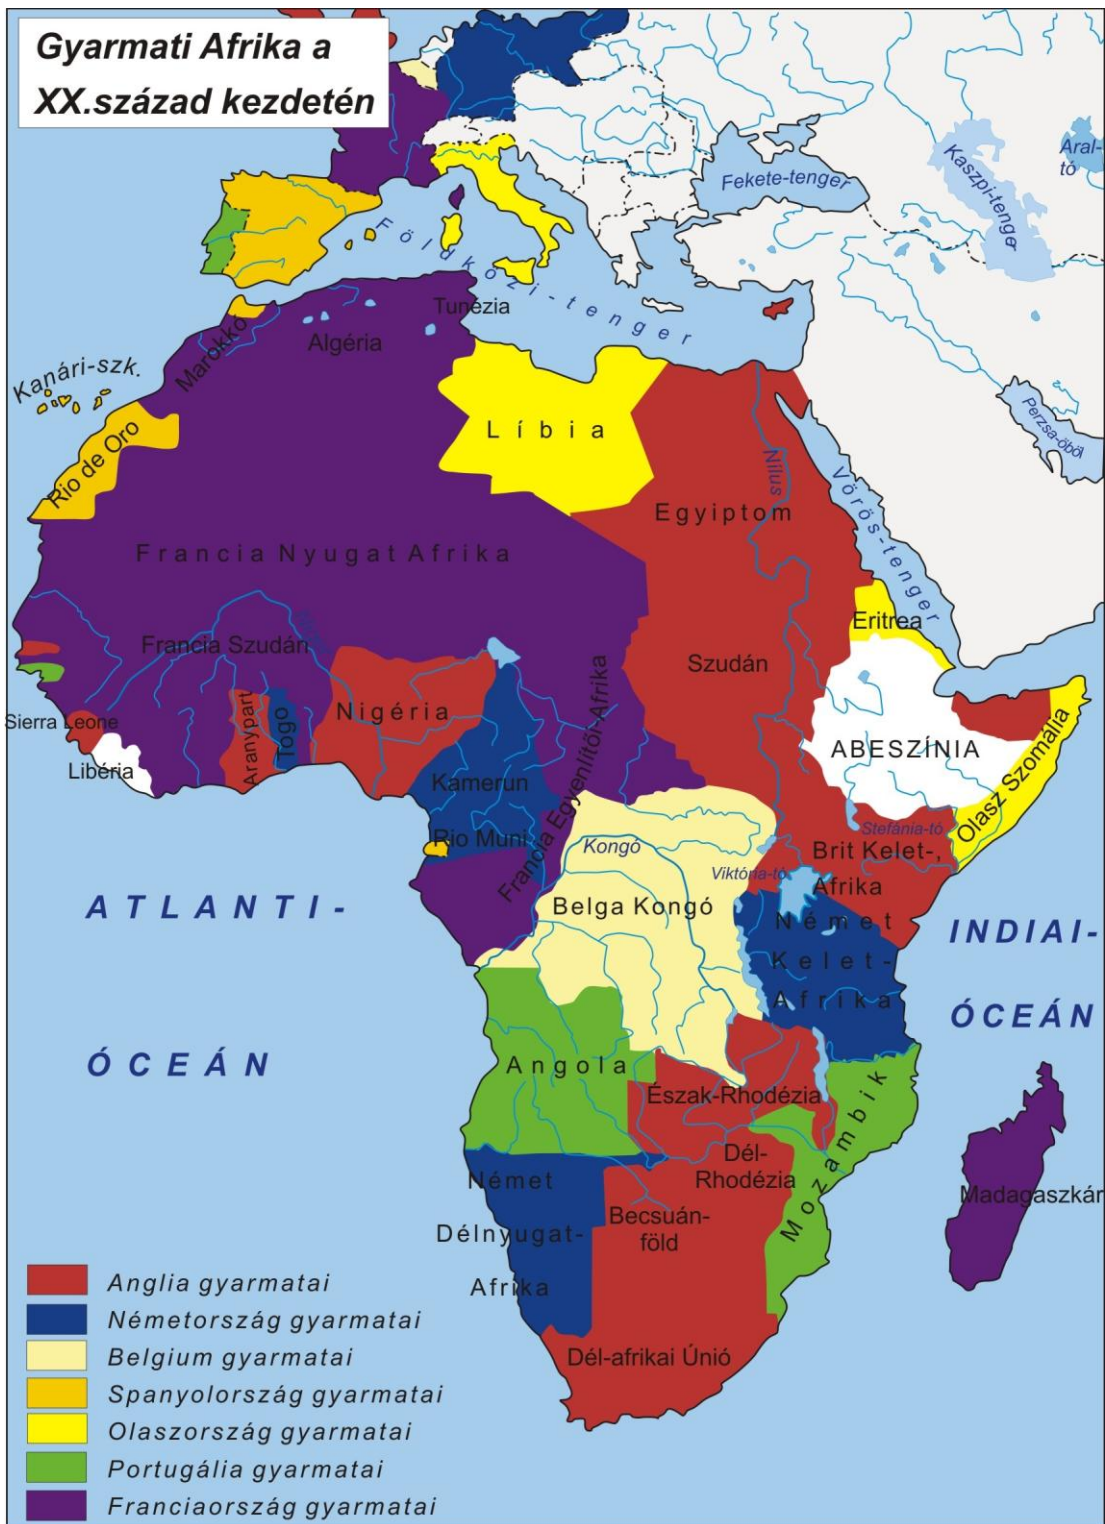 Gyarmati Afrika a
XX.század kezdetén
Fekete-tenger
Kaszpi-tenger
Aral-
tó
Földközi-tenger
Tunézia
Algéria
Marokkó
Kanári-szk.
Rio de Oro
Líbia
Perzsa-öböl
Nilus
Vörös-tenger
Egyiptom
Francia Nyugat Afrika
Eritrea
Francia Szudán
Szudán
Sierra Leone
Aranypart
Togo
Nigéria
Libéria
ABESZÍNIA
Olasz Szomália
Kamerun
Francia Egyenlítői-Afrika
Rio Muni
Stefánia-tó
Kongó
Viktória-tó
Brit Kelet-,
Afrika
Belga Kongó
Német
Kelet-
Afrika
ATLANTI-
ÓCEÁN
INDIAI-
ÓCEÁN
Angola
Észak-Rhodézia
Mozambik
Dél-
Rhodézia
Madagaszkár
Német
Délnyugat-
Afrika
Becsuán-
föld
Dél-afrikai Únió
Anglia gyarmatai
Németország gyarmatai
Belgium gyarmatai
Spanyolország gyarmatai
Olaszország gyarmatai
Portugália gyarmatai
Franciaország gyarmatai